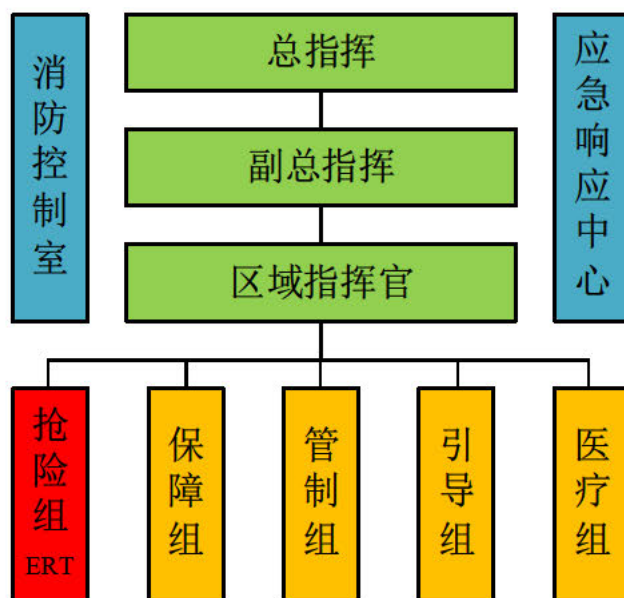 消防控制室
总指挥
副总指挥
区域指挥官
应急响应中心
抢险组
ERT
保障组
管制组
引导组
医疗组